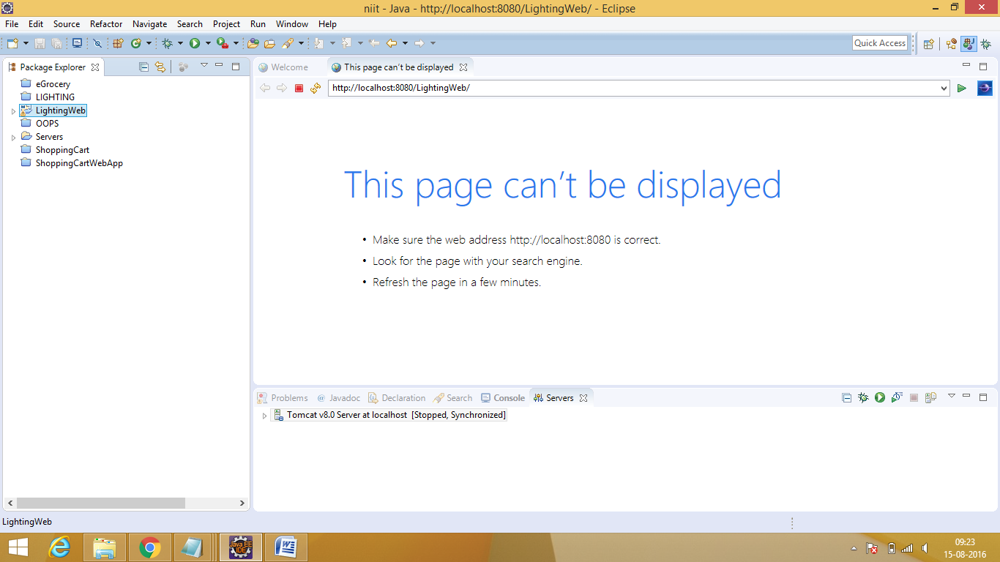 niit - Java - http://localhost:8080/LightingWeb/ - Eclipse
File Edit Source Refactor Navigate Search Project Run Window Help
Quick Access
Package Explorer
eGrocery
LIGHTING
LightingWeb
OOPS
Servers
ShoppingCart
ShoppingCartWebApp
Welcome This page can't be displayed
http://localhost:8080/LightingWeb/
This page can't be displayed
• Make sure the web address http://localhost:8080 is correct.
• Look for the page with your search engine.
• Refresh the page in a few minutes.
Problems @ Javadoc Declaration Search Console Servers
Tomcat v8.0 Server at localhost [Stopped, Synchronized]
LightingWeb
Java EE
IDE
09:23
15-08-2016